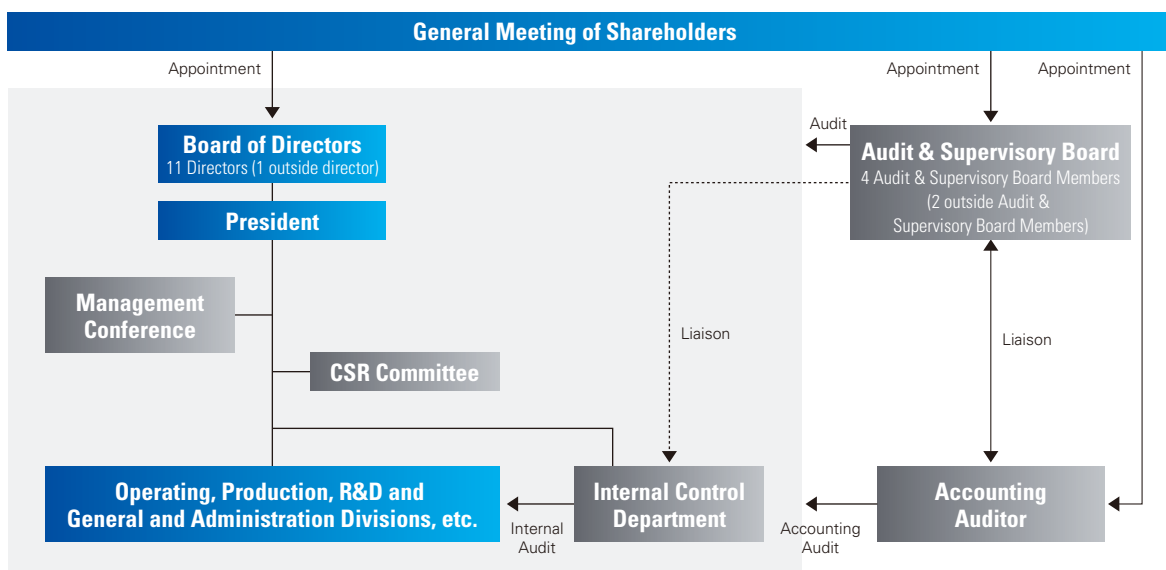 General Meeting of Shareholders
Appointment
Appointment
Appointment
Board of Directors
11 Directors (1 outside director)
Audit
Audit & Supervisory Board
4 Audit & Supervisory Board Members
(2 outside Audit &
Supervisory Board Members)
President
Management
Conference
Liaison
Liaison
CSR Committee
Operating, Production, R&D and
General and Administration Divisions, etc.
Internal
Audit
Internal Control
Department
Accounting
Audit
Accounting
Auditor